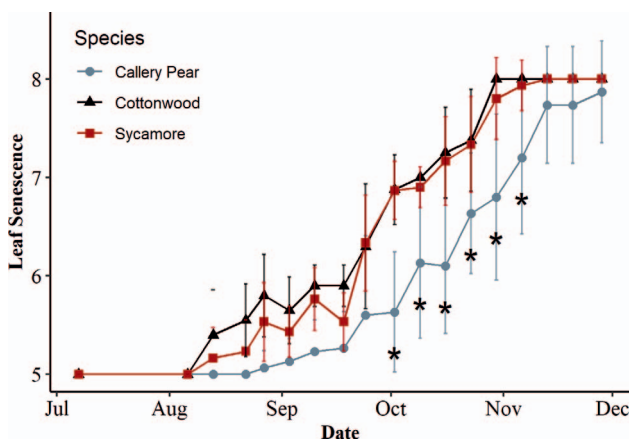 Species
Callery Pear
Cottonwood
Sycamore
8
7
6
5
Leaf Senescence
Jul Aug Sep Oct Nov Dec
Date
* * * * * *